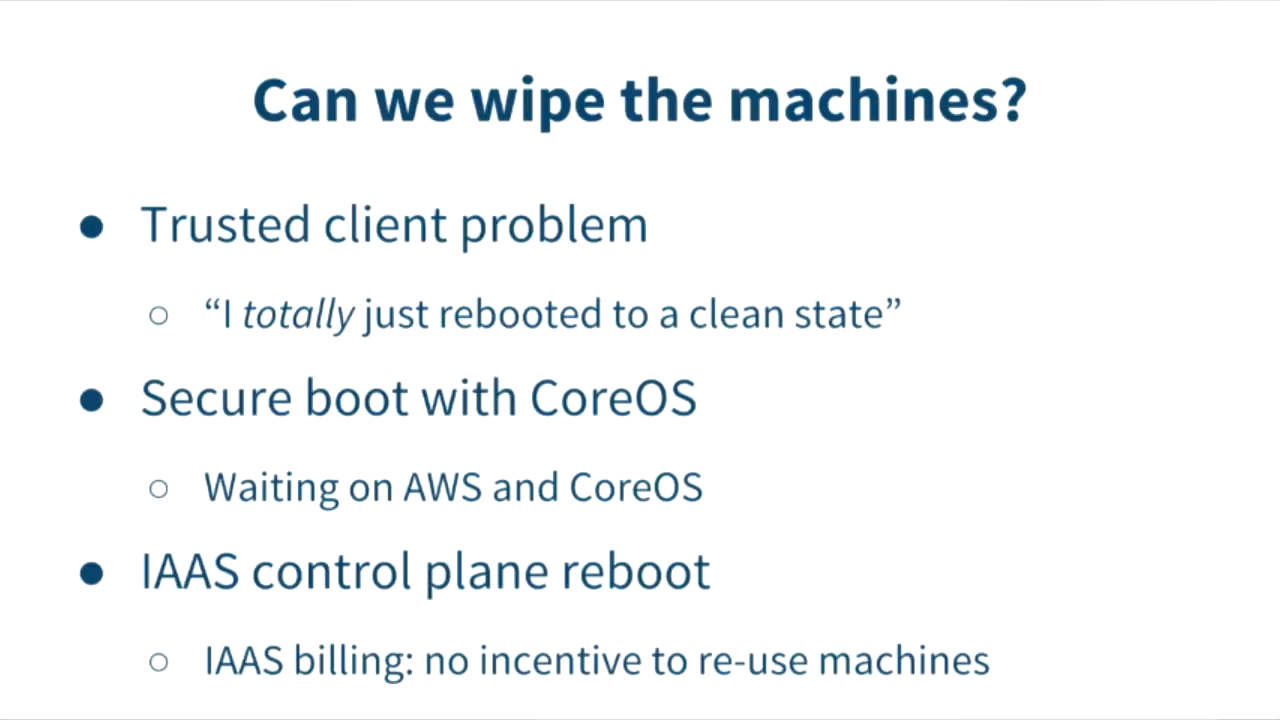 Can we wipe the machines?
● Trusted client problem
○ “I totally just rebooted to a clean state”
● Secure boot with CoreOS
○ Waiting on AWS and CoreOS
● IAAS control plane reboot
○ IAAS billing: no incentive to re-use machines